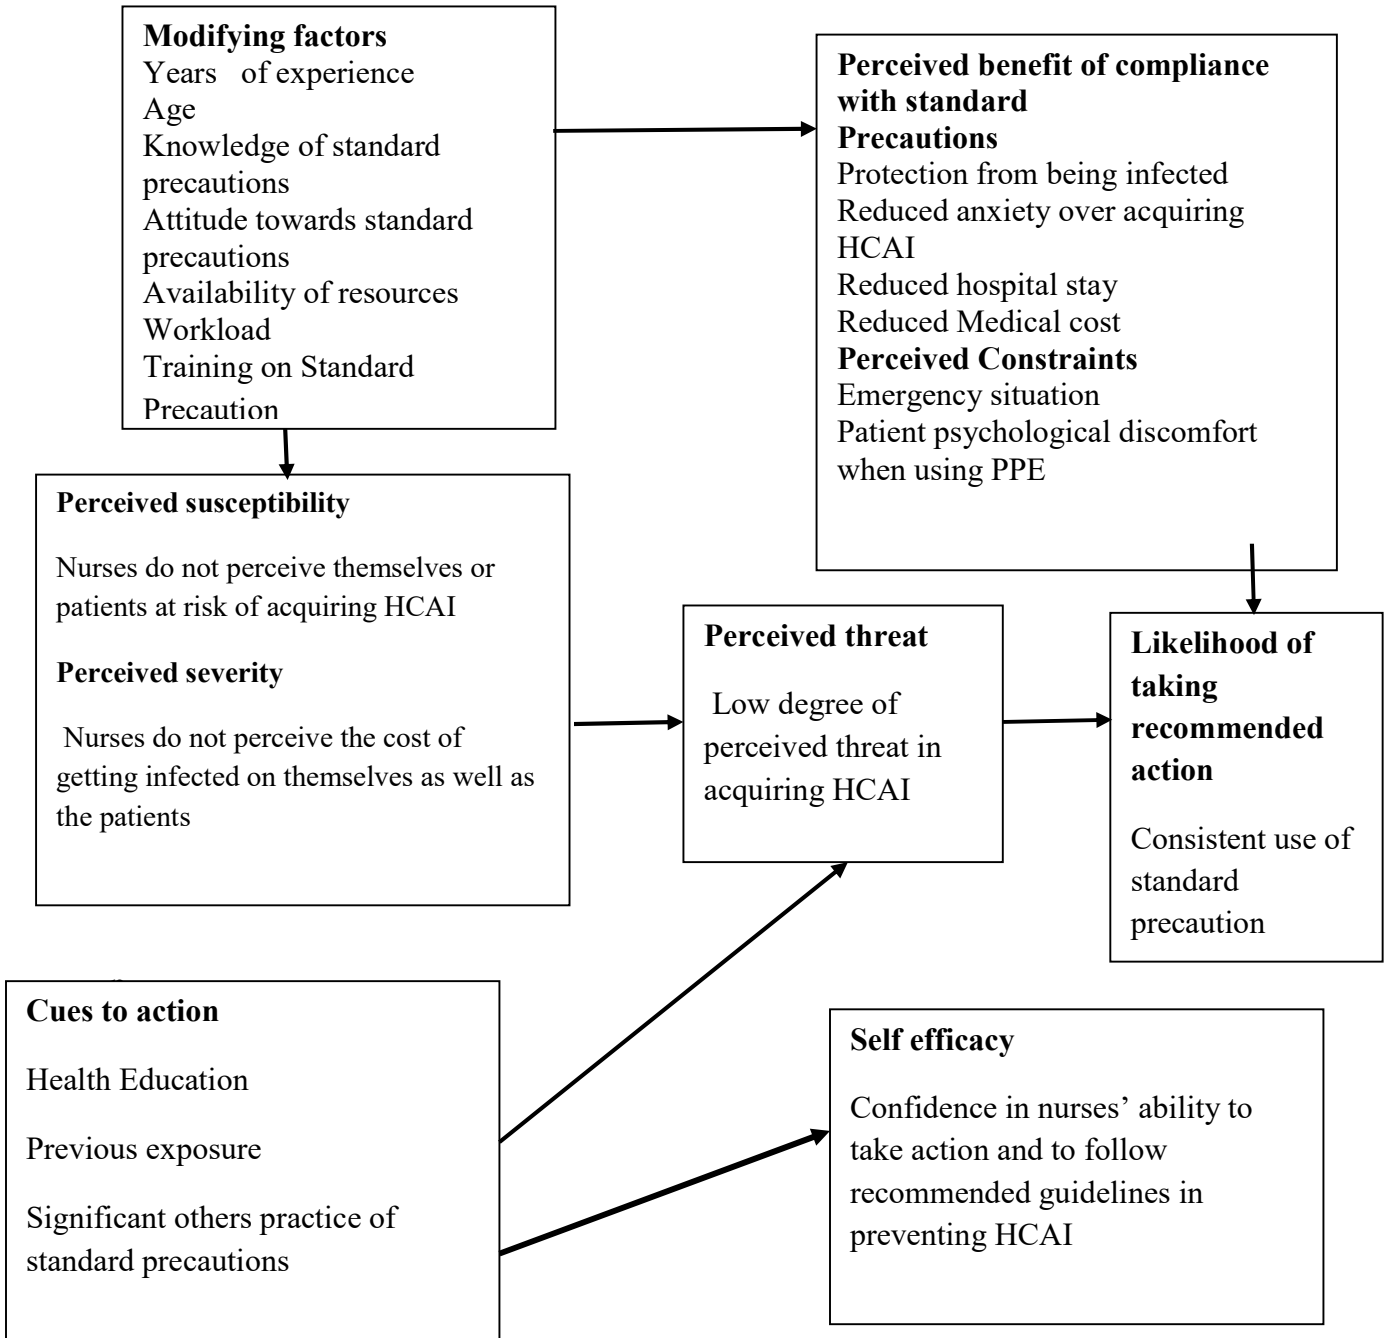 Modifying factors
Years of experience
Age
Knowledge of standard
precautions
Attitude towards standard
precautions
Availability of resources
Workload
Training on Standard
Precaution
Perceived benefit of compliance
with standard
Precautions
Protection from being infected
Reduced anxiety over acquiring
HCAI
Reduced hospital stay
Reduced Medical cost
Perceived Constraints
Emergency situation
Patient psychological discomfort
when using PPE
Perceived susceptibility
Nurses do not perceive themselves or
patients at risk of acquiring HCAI
Perceived severity
Nurses do not perceive the cost of
getting infected on themselves as well as
the patients
Perceived threat
Low degree of
perceived threat in
acquiring HCAI
Likelihood of
taking
recommended
action
Consistent use of
standard
precaution
Cues to action
Health Education
Previous exposure
Significant others practice of
standard precautions
Self efficacy
Confidence in nurses’ ability to
take action and to follow
recommended guidelines in
preventing HCAI